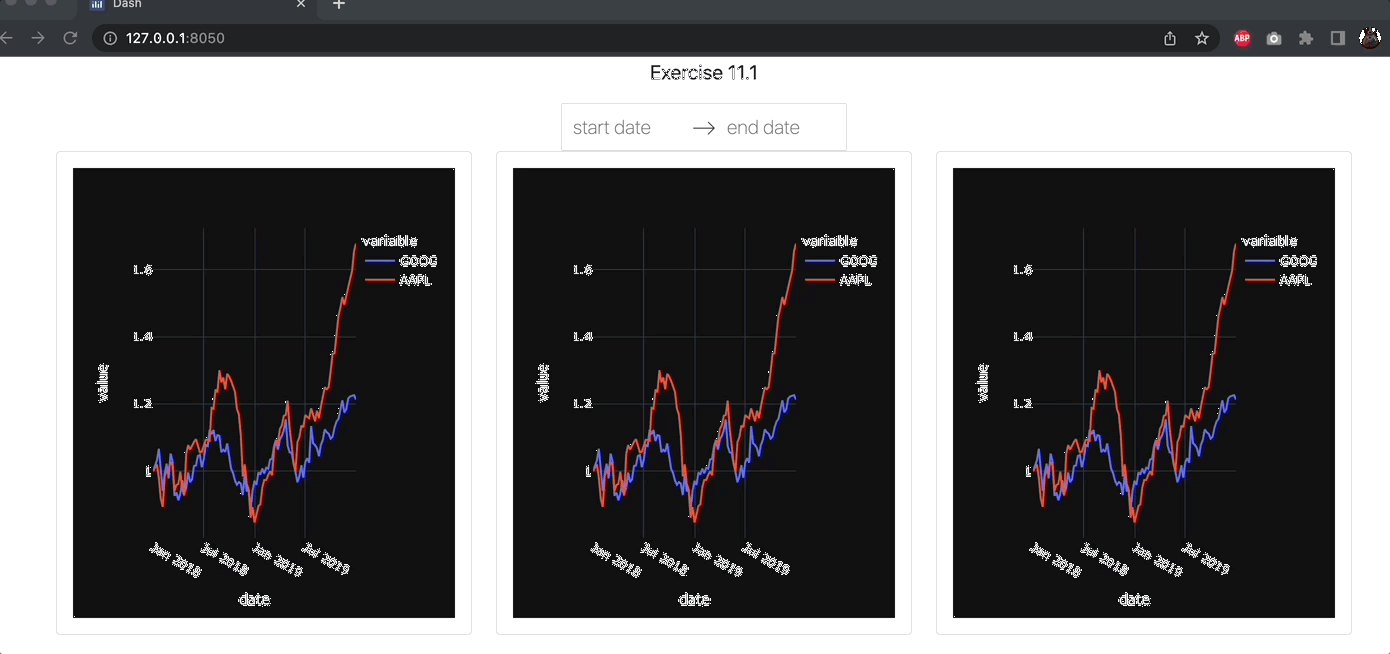 Dash
127.0.0.1:8050
ABP
Exercise 11.1
start date → end date
variable
GOOG
AAPL
1.6
1.4
1.2
1
value
Jan 2018
Jul 2018
Jan 2019
Jul 2019
date
variable
GOOG
AAPL
1.6
1.4
1.2
1
value
Jan 2018
Jul 2018
Jan 2019
Jul 2019
date
variable
GOOG
AAPL
1.6
1.4
1.2
1
value
Jan 2018
Jul 2018
Jan 2019
Jul 2019
date